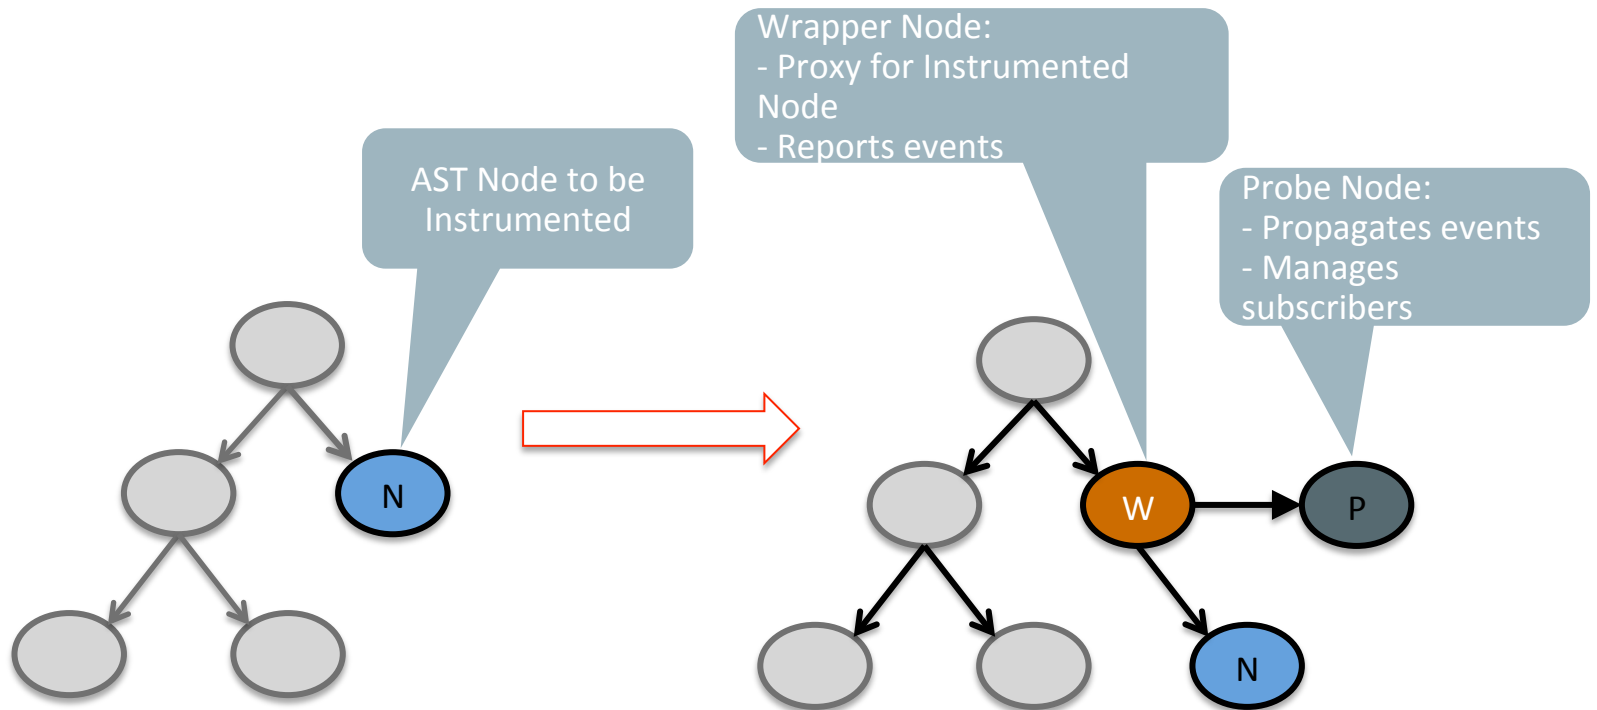 Wrapper Node:
- Proxy for Instrumented
Node
- Reports events
AST Node to be
Instrumented
Probe Node:
- Propagates events
- Manages
subscribers
N
W
P
N